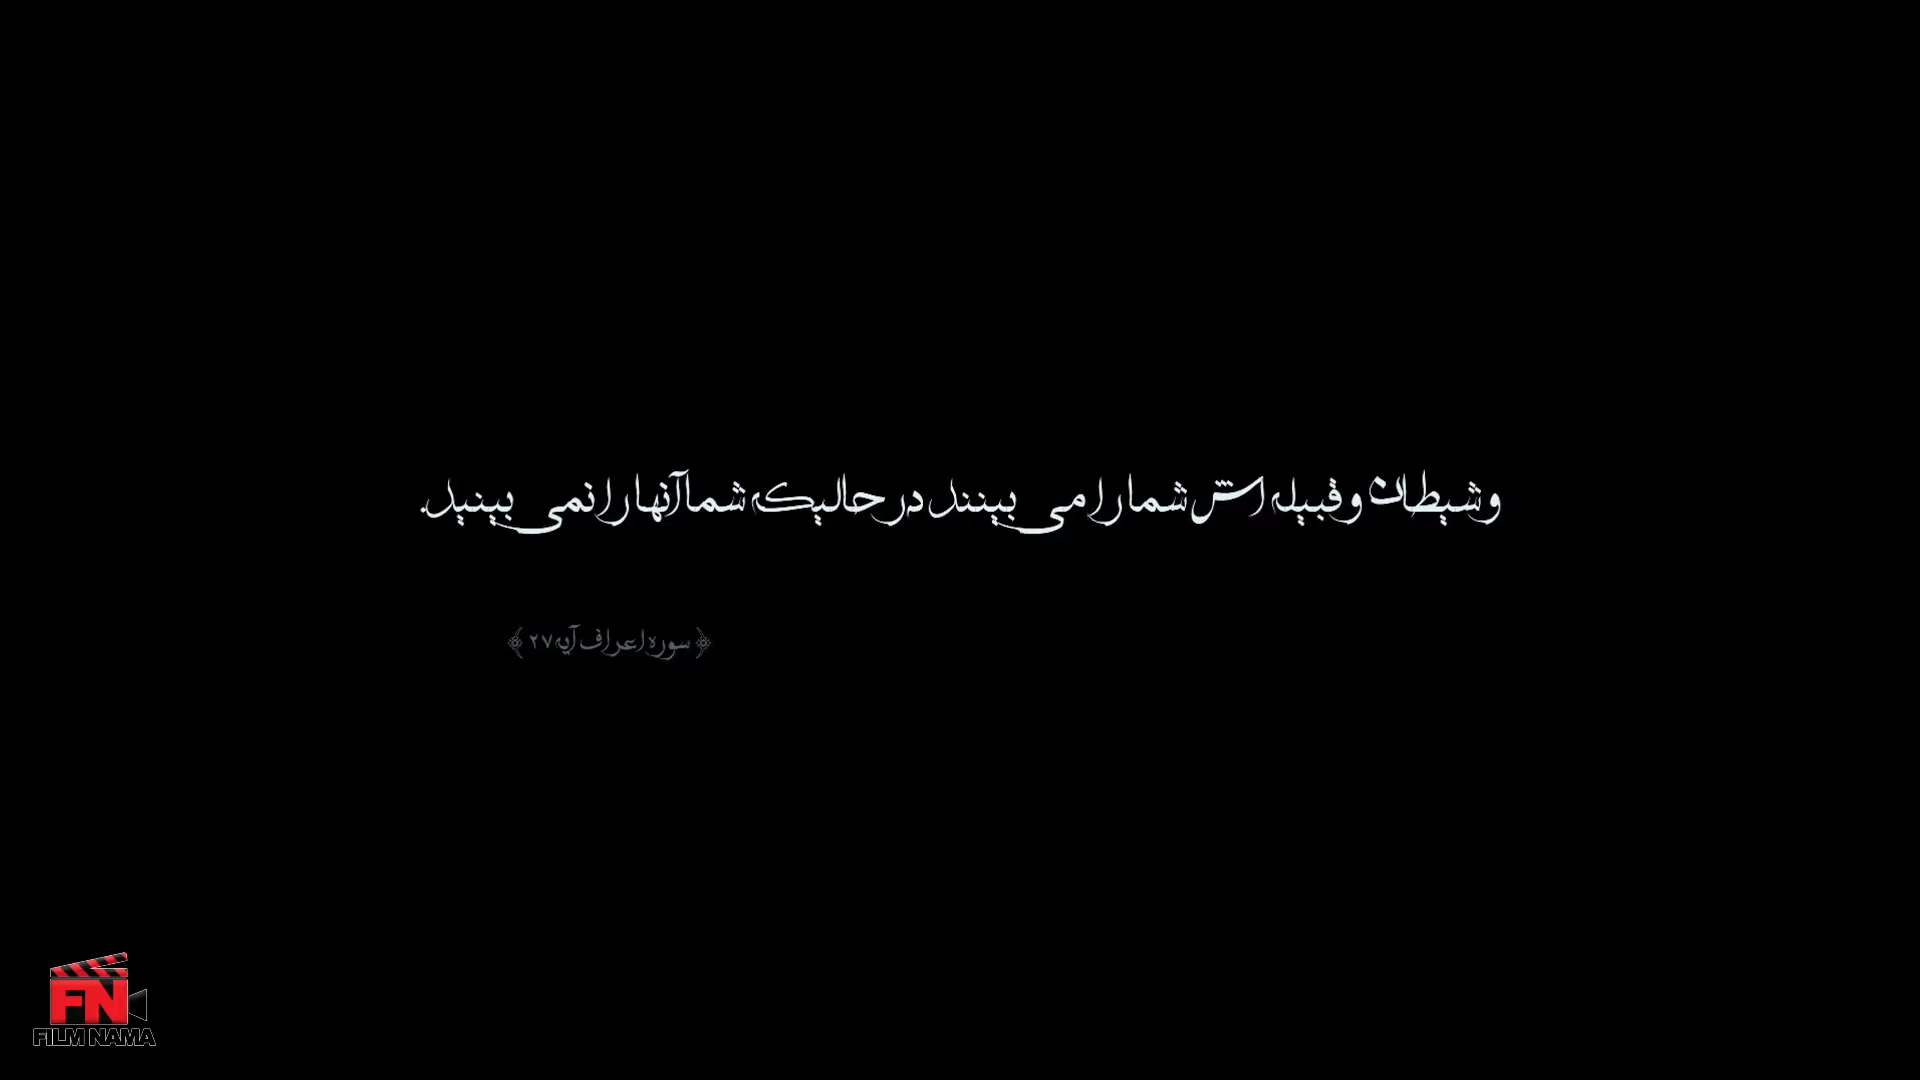 و شیطان و قبیله اش شما را می بینند در حالیکه شما آنها را نمی بینید.
﴿ سوره اعراف آیه ۲۷ ﴾
FN
FILM NAMA